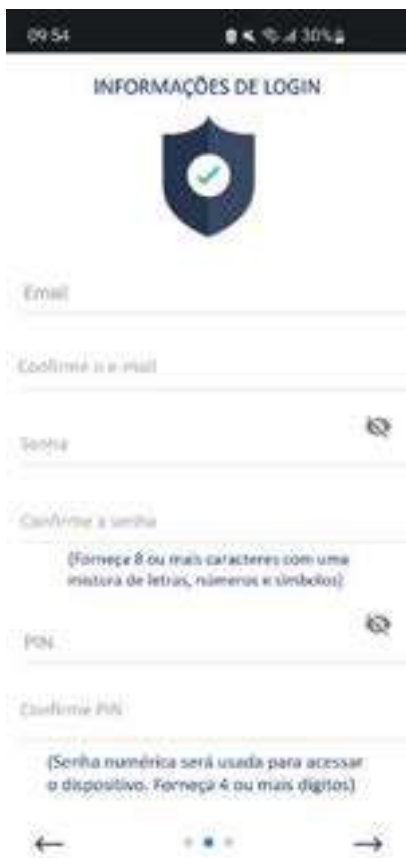 09:54 30%
INFORMAÇÕES DE LOGIN
Email
Confirme o e-mail
Senha
Confirme a senha
(Forneça 8 ou mais caracteres com uma
mistura de letras, números e símbolos)
PIN
Confirme PIN
(Senha numérica será usada para acessar
o dispositivo. Forneça 4 ou mais dígitos)